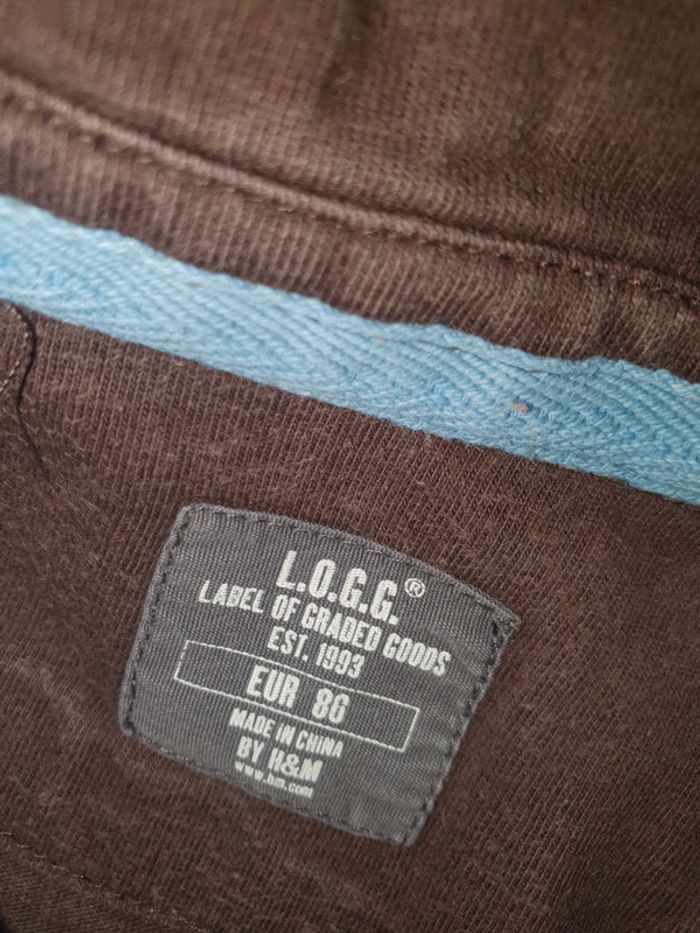 L.O.G.G.®
LABEL OF GRADED GOODS
EST. 1993
EUR 86
MADE IN CHINA
BY H&M
www.hm.com